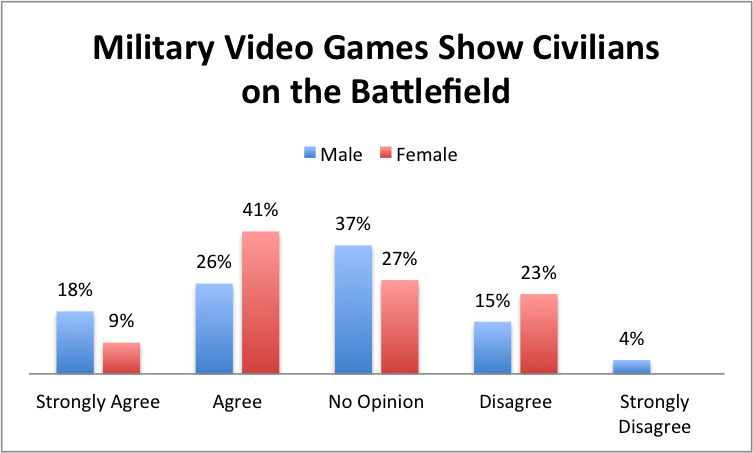 Military Video Games Show Civilians
on the Battlefield
Male Female
18%
9%
26%
41%
37%
27%
15%
23%
4%
Strongly Agree
Agree
No Opinion
Disagree
Strongly
Disagree